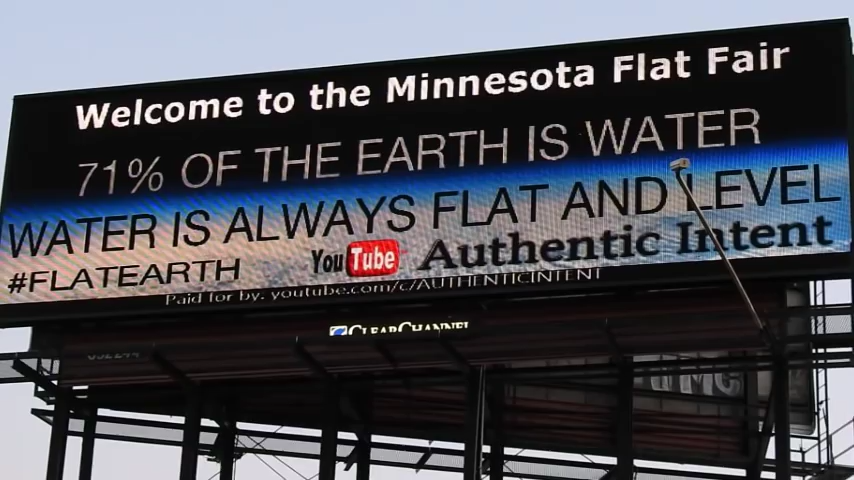 Welcome to the Minnesota Flat Fair
71% OF THE EARTH IS WATER
WATER IS ALWAYS FLAT AND LEVEL
#FLATEARTH YouTube Authentic Intent
Paid for by: youtube.com/c/AUTHENTICINTENT
CLEARCHANNEL